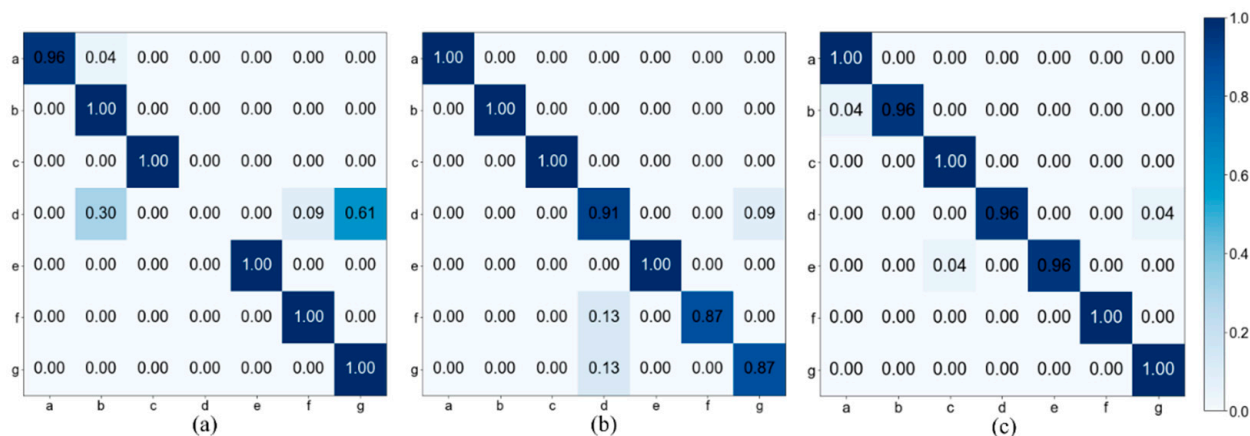 a 0.96 0.04 0.00 0.00 0.00 0.00 0.00
b 0.00 1.00 0.00 0.00 0.00 0.00 0.00
c 0.00 0.00 1.00 0.00 0.00 0.00 0.00
d 0.00 0.30 0.00 0.00 0.00 0.09 0.61
e 0.00 0.00 0.00 0.00 1.00 0.00 0.00
f 0.00 0.00 0.00 0.00 0.00 1.00 0.00
g 0.00 0.00 0.00 0.00 0.00 0.00 1.00
a b c d e f g
(a)
a 1.00 0.00 0.00 0.00 0.00 0.00 0.00
b 0.00 1.00 0.00 0.00 0.00 0.00 0.00
c 0.00 0.00 1.00 0.00 0.00 0.00 0.00
d 0.00 0.00 0.00 0.91 0.00 0.00 0.09
e 0.00 0.00 0.00 0.00 1.00 0.00 0.00
f 0.00 0.00 0.00 0.13 0.00 0.87 0.00
g 0.00 0.00 0.00 0.13 0.00 0.00 0.87
a b c d e f g
(b)
a 1.00 0.00 0.00 0.00 0.00 0.00 0.00
b 0.04 0.96 0.00 0.00 0.00 0.00 0.00
c 0.00 0.00 1.00 0.00 0.00 0.00 0.00
d 0.00 0.00 0.00 0.96 0.00 0.00 0.04
e 0.00 0.00 0.04 0.00 0.96 0.00 0.00
f 0.00 0.00 0.00 0.00 0.00 1.00 0.00
g 0.00 0.00 0.00 0.00 0.00 0.00 1.00
a b c d e f g
(c)
1.0
0.8
0.6
0.4
0.2
0.0